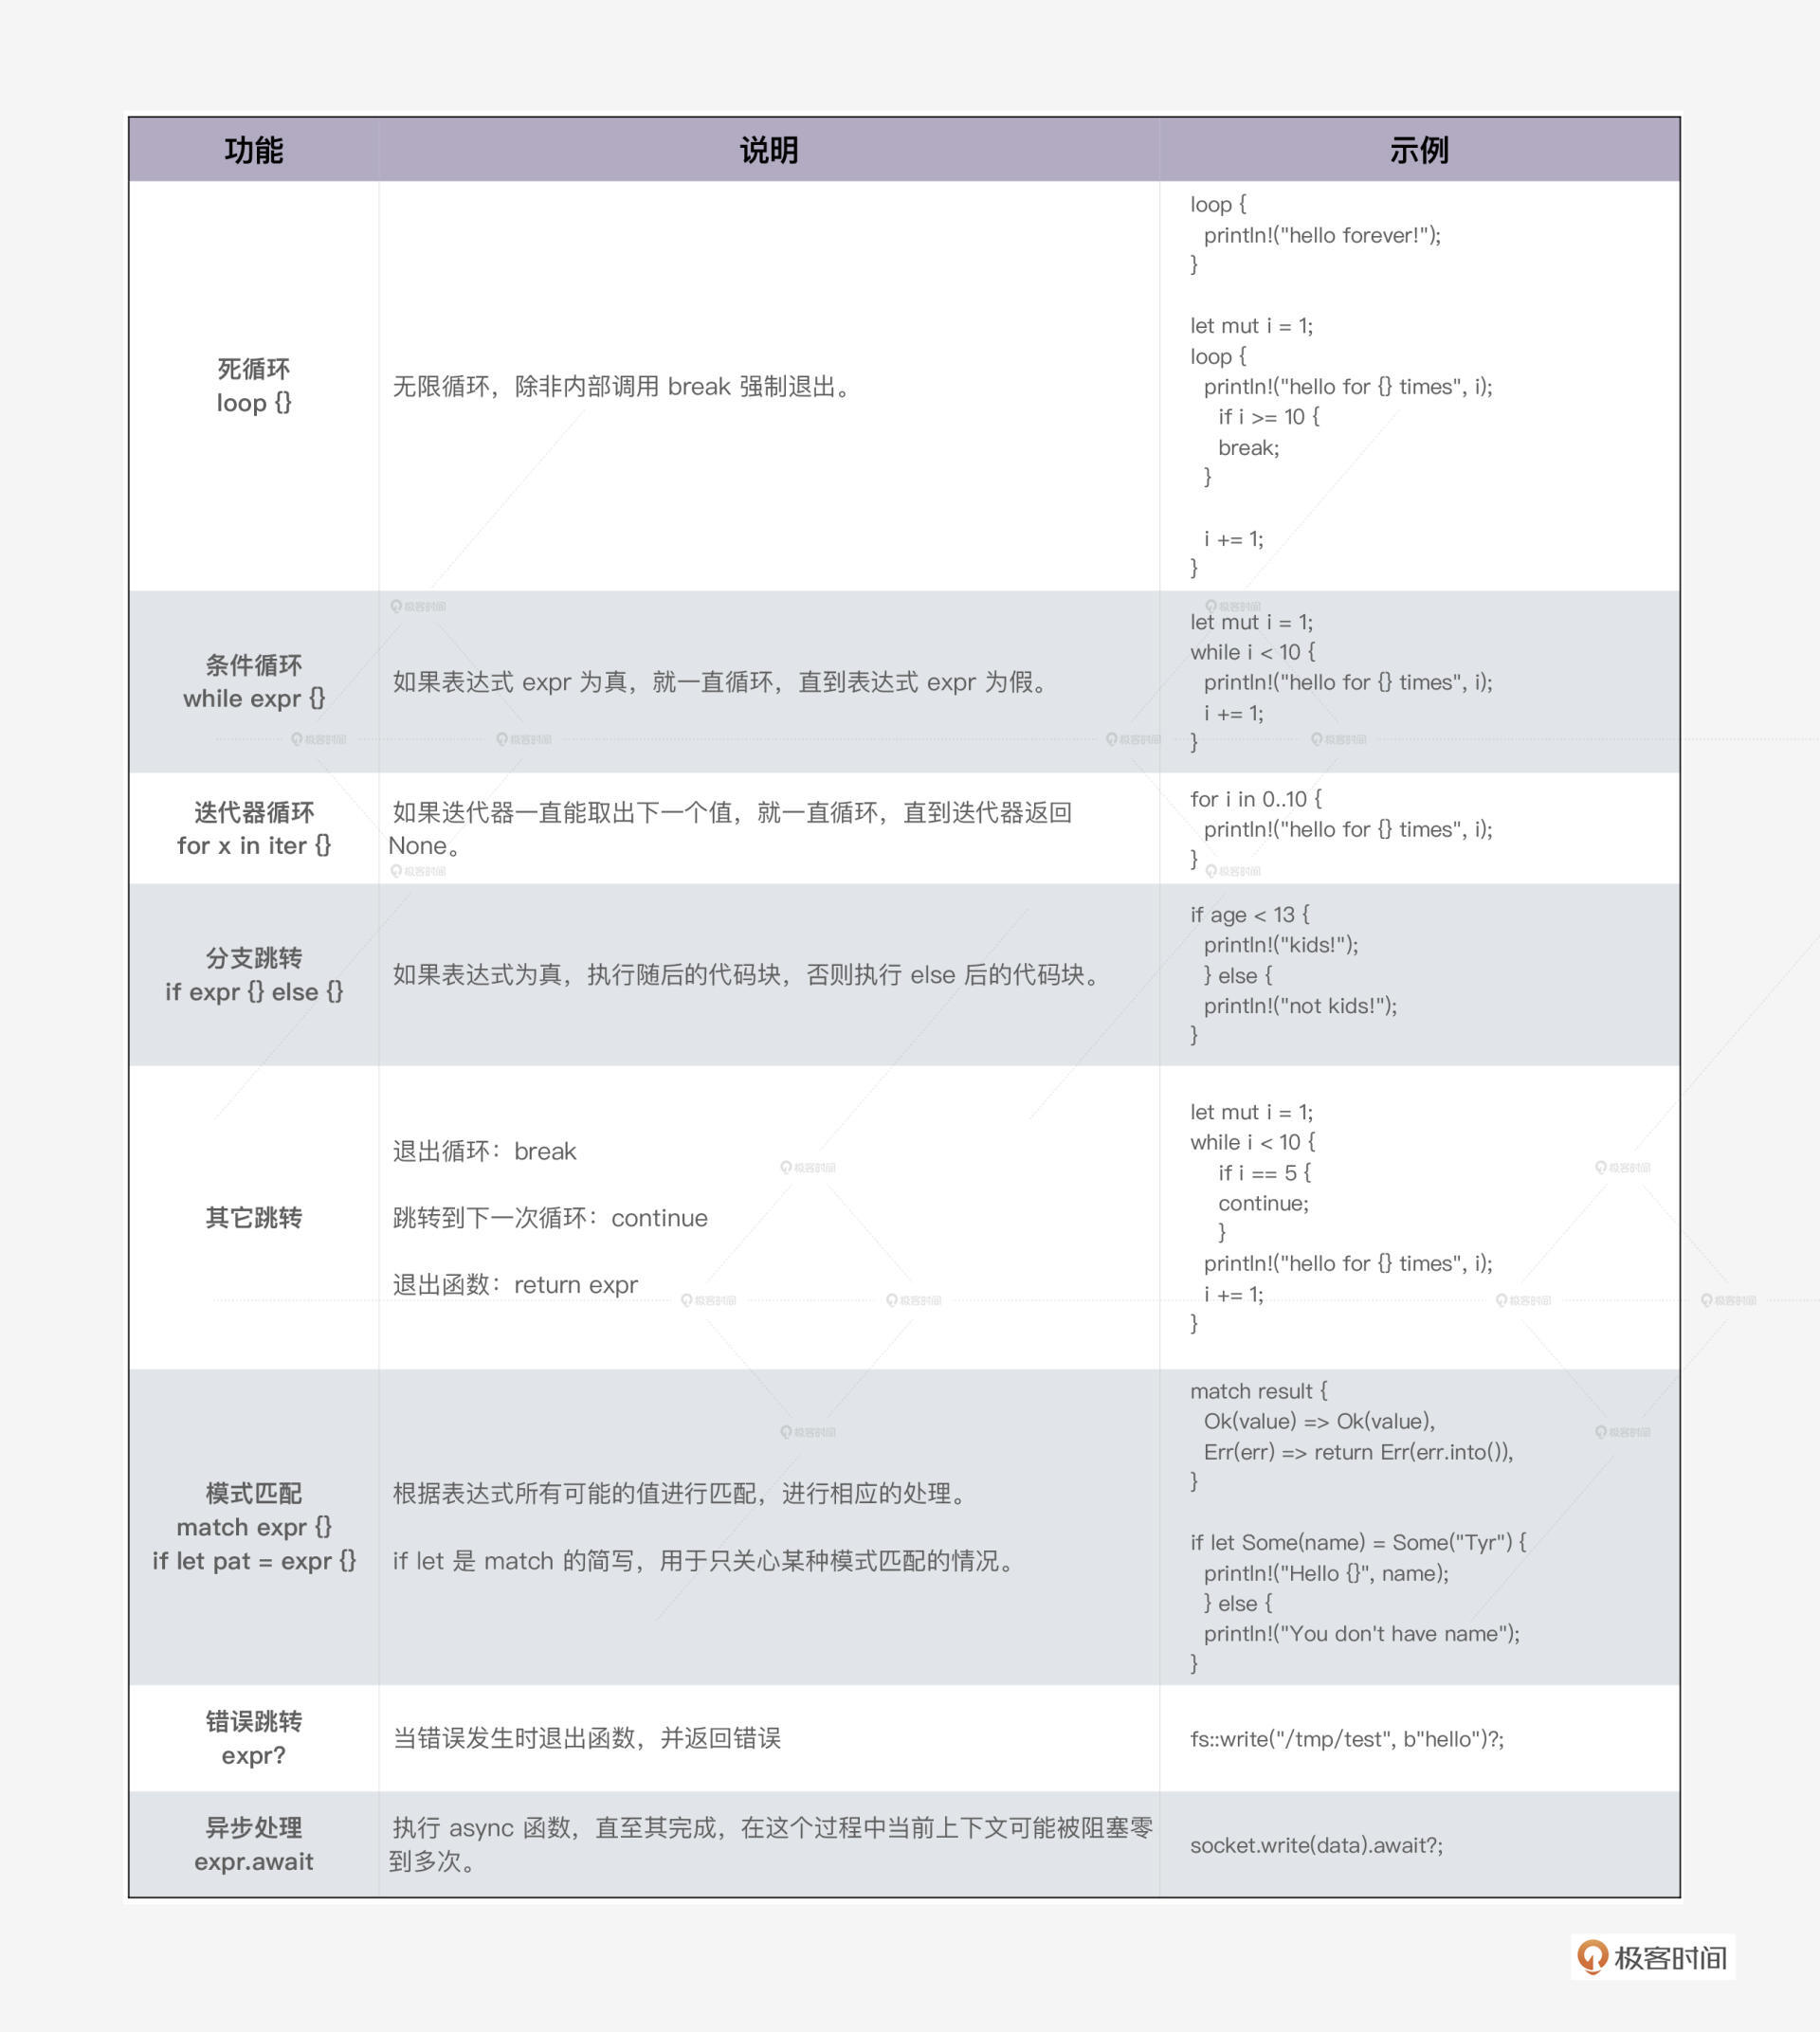 功能
说明
示例
死循环
loop {}
无限循环，除非内部调用 break 强制退出。
loop {
println!("hello forever!");
}
let mut i = 1;
loop {
println!("hello for {} times", i);
if i >= 10 {
break;
}
i += 1;
}
条件循环
while expr {}
如果表达式 expr 为真，就一直循环，直到表达式 expr 为假。
let mut i = 1;
while i < 10 {
println!("hello for {} times", i);
i += 1;
}
迭代器循环
for x in iter {}
如果迭代器一直能取出下一个值，就一直循环，直到迭代器返回
None。
for i in 0..10 {
println!("hello for {} times", i);
}
分支跳转
if expr {} else {}
如果表达式为真，执行随后的代码块，否则执行 else 后的代码块。
if age < 13 {
println!("kids!");
} else {
println!("not kids!");
}
其它跳转
退出循环：break
跳转到下一次循环：continue
退出函数：return expr
let mut i = 1;
while i < 10 {
if i == 5 {
continue;
}
println!("hello for {} times", i);
i += 1;
}
模式匹配
match expr {}
if let pat = expr {}
根据表达式所有可能的值进行匹配，进行相应的处理。
if let 是 match 的简写，用于只关心某种模式匹配的情况。
match result {
Ok(value) => Ok(value),
Err(err) => return Err(err.into()),
}
if let Some(name) = Some("Tyr") {
println!("Hello {}", name);
} else {
println!("You don't have name");
}
错误跳转
expr?
当错误发生时退出函数，并返回错误
fs::write("/tmp/test", b"hello")?;
异步处理
expr.await
执行 async 函数，直至其完成，在这个过程中当前上下文可能被阻塞零
到多次。
socket.write(data).await?;
极客时间